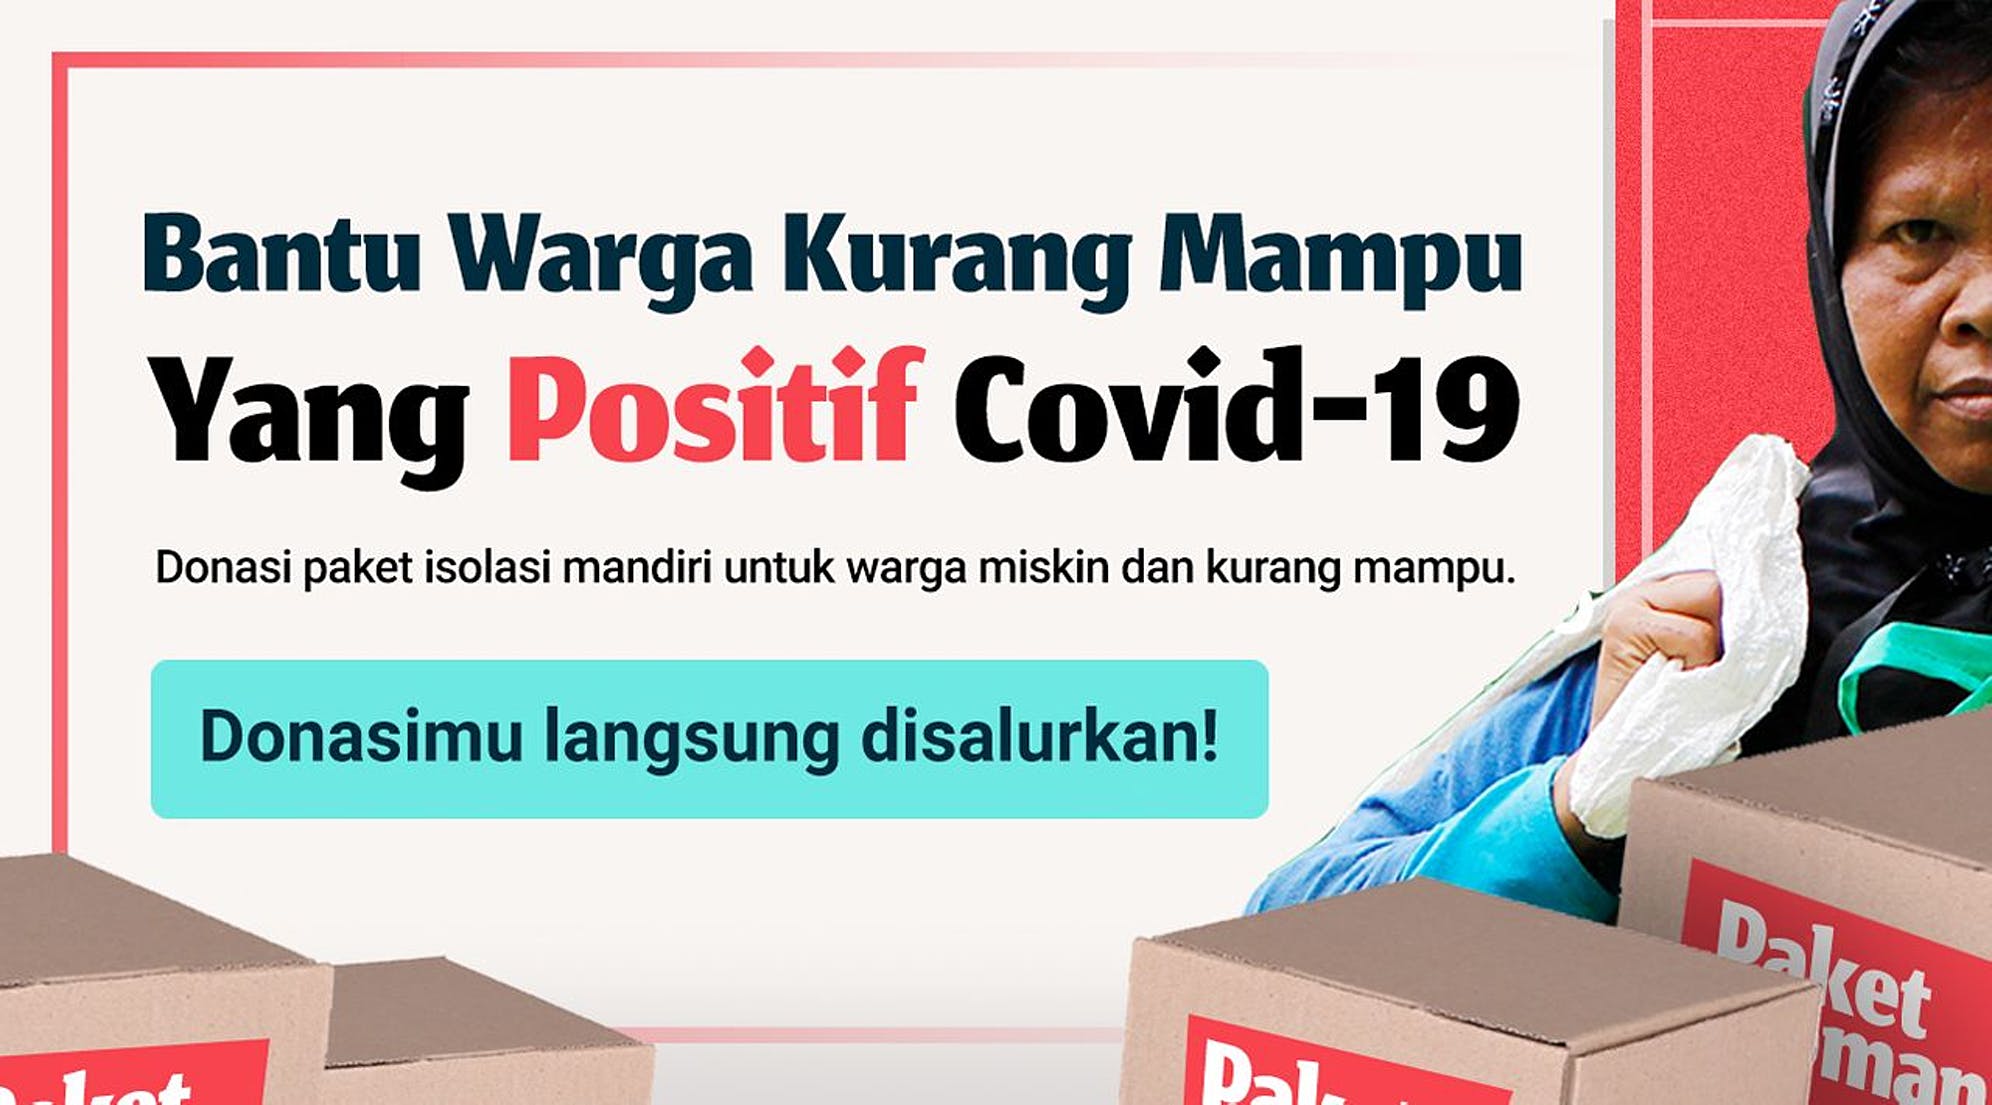 Bantu Warga Kurang Mampu
Yang Positif Covid-19
Donasi paket isolasi mandiri untuk warga miskin dan kurang mampu.
Donasimu langsung disalurkan!
Paket